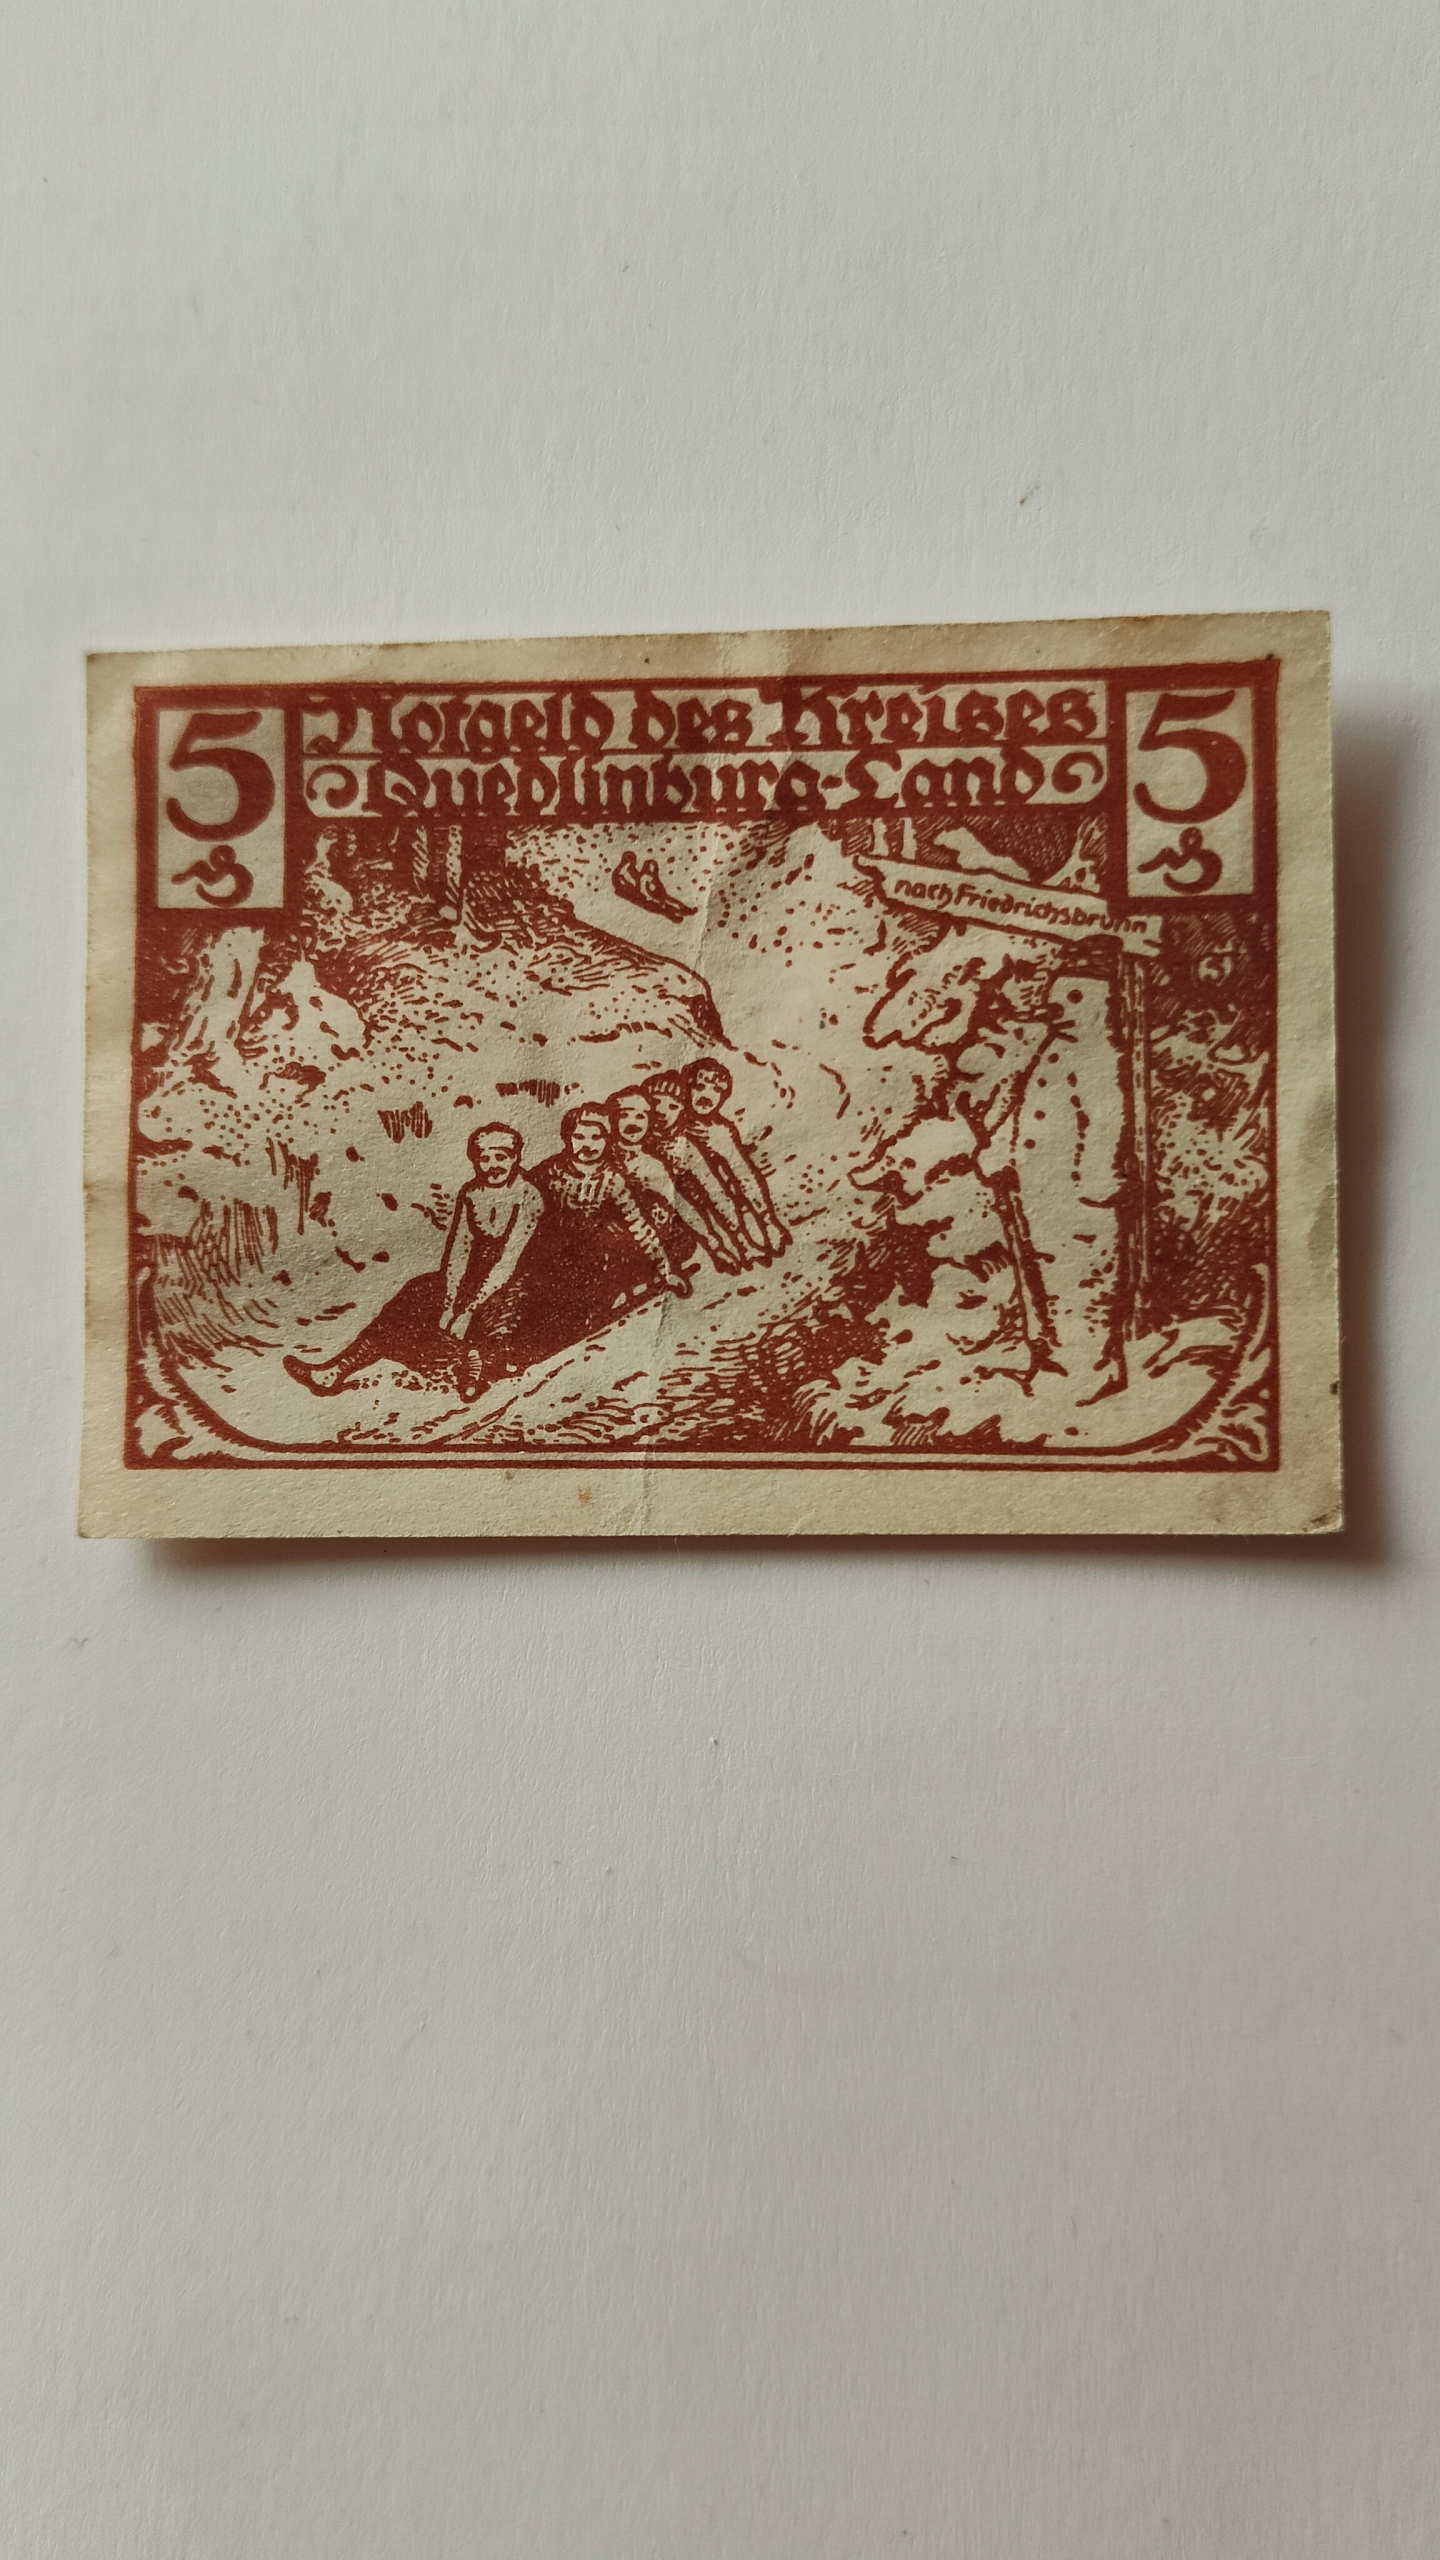 5 Notgeld des Kreises 5
Quedlinburg-Land
₰ ₰
nach Friedrichsbrunn